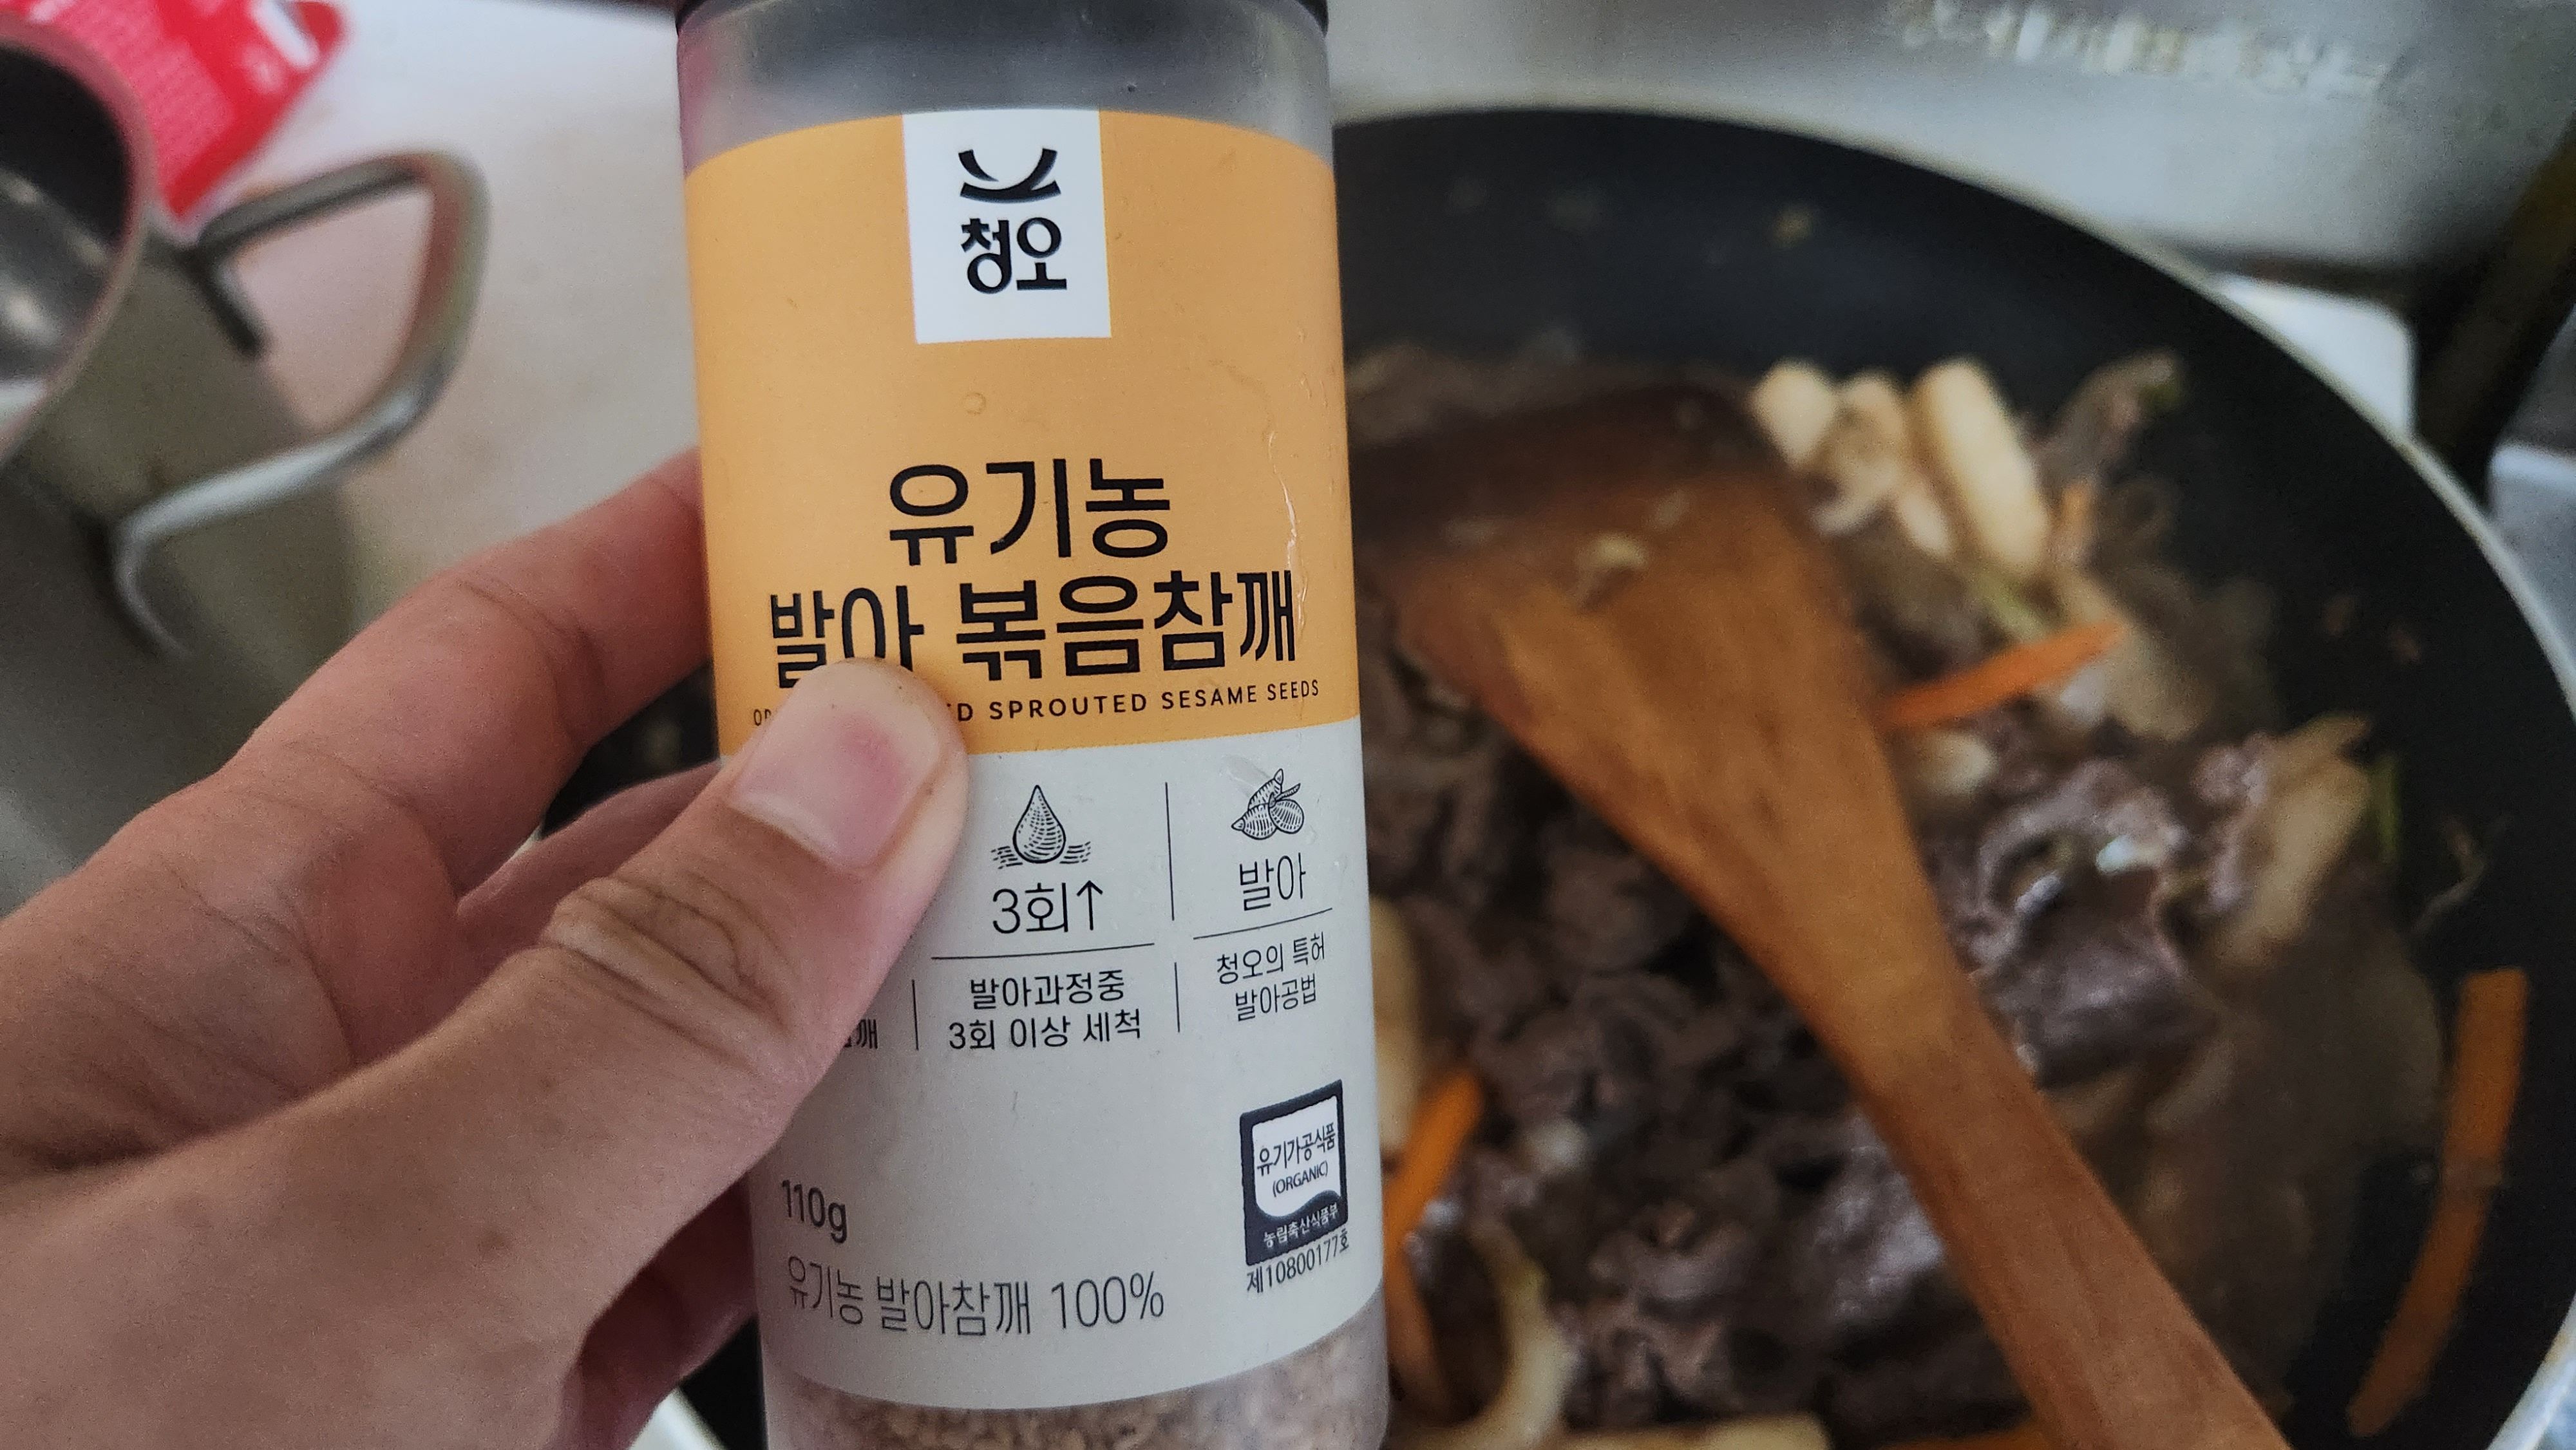 청오
유기농
발아 볶음참깨
SPROUTED SESAME SEEDS
3회↑
발아과정중
3회 이상 세척
발아
청오의 특허
발아공법
유기가공식품
(ORGANIC)
농림축산식품부
제10800177호
110g
유기농 발아참깨 100%